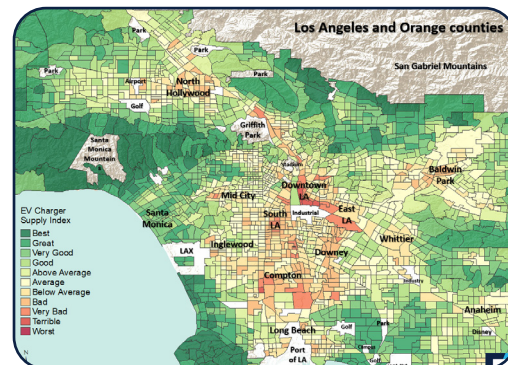 Los Angeles and Orange counties
San Gabriel Mountains
Park
Park
Park
Park
Airport
North
Hollywood
Golf
Griffith
Park
Santa
Monica
Mountain
Stadium
Baldwin
Park
Downtown
LA
Mid City
East
LA
Industrial
South
LA
Santa
Monica
Whittier
LAX
Inglewood
Downey
Industry
Compton
Anaheim
Disney
Long Beach
Golf
Park
Port
of LA
Golf
EV Charger
Supply Index
Best
Great
Very Good
Good
Above Average
Average
Below Average
Bad
Very Bad
Terrible
Worst
N